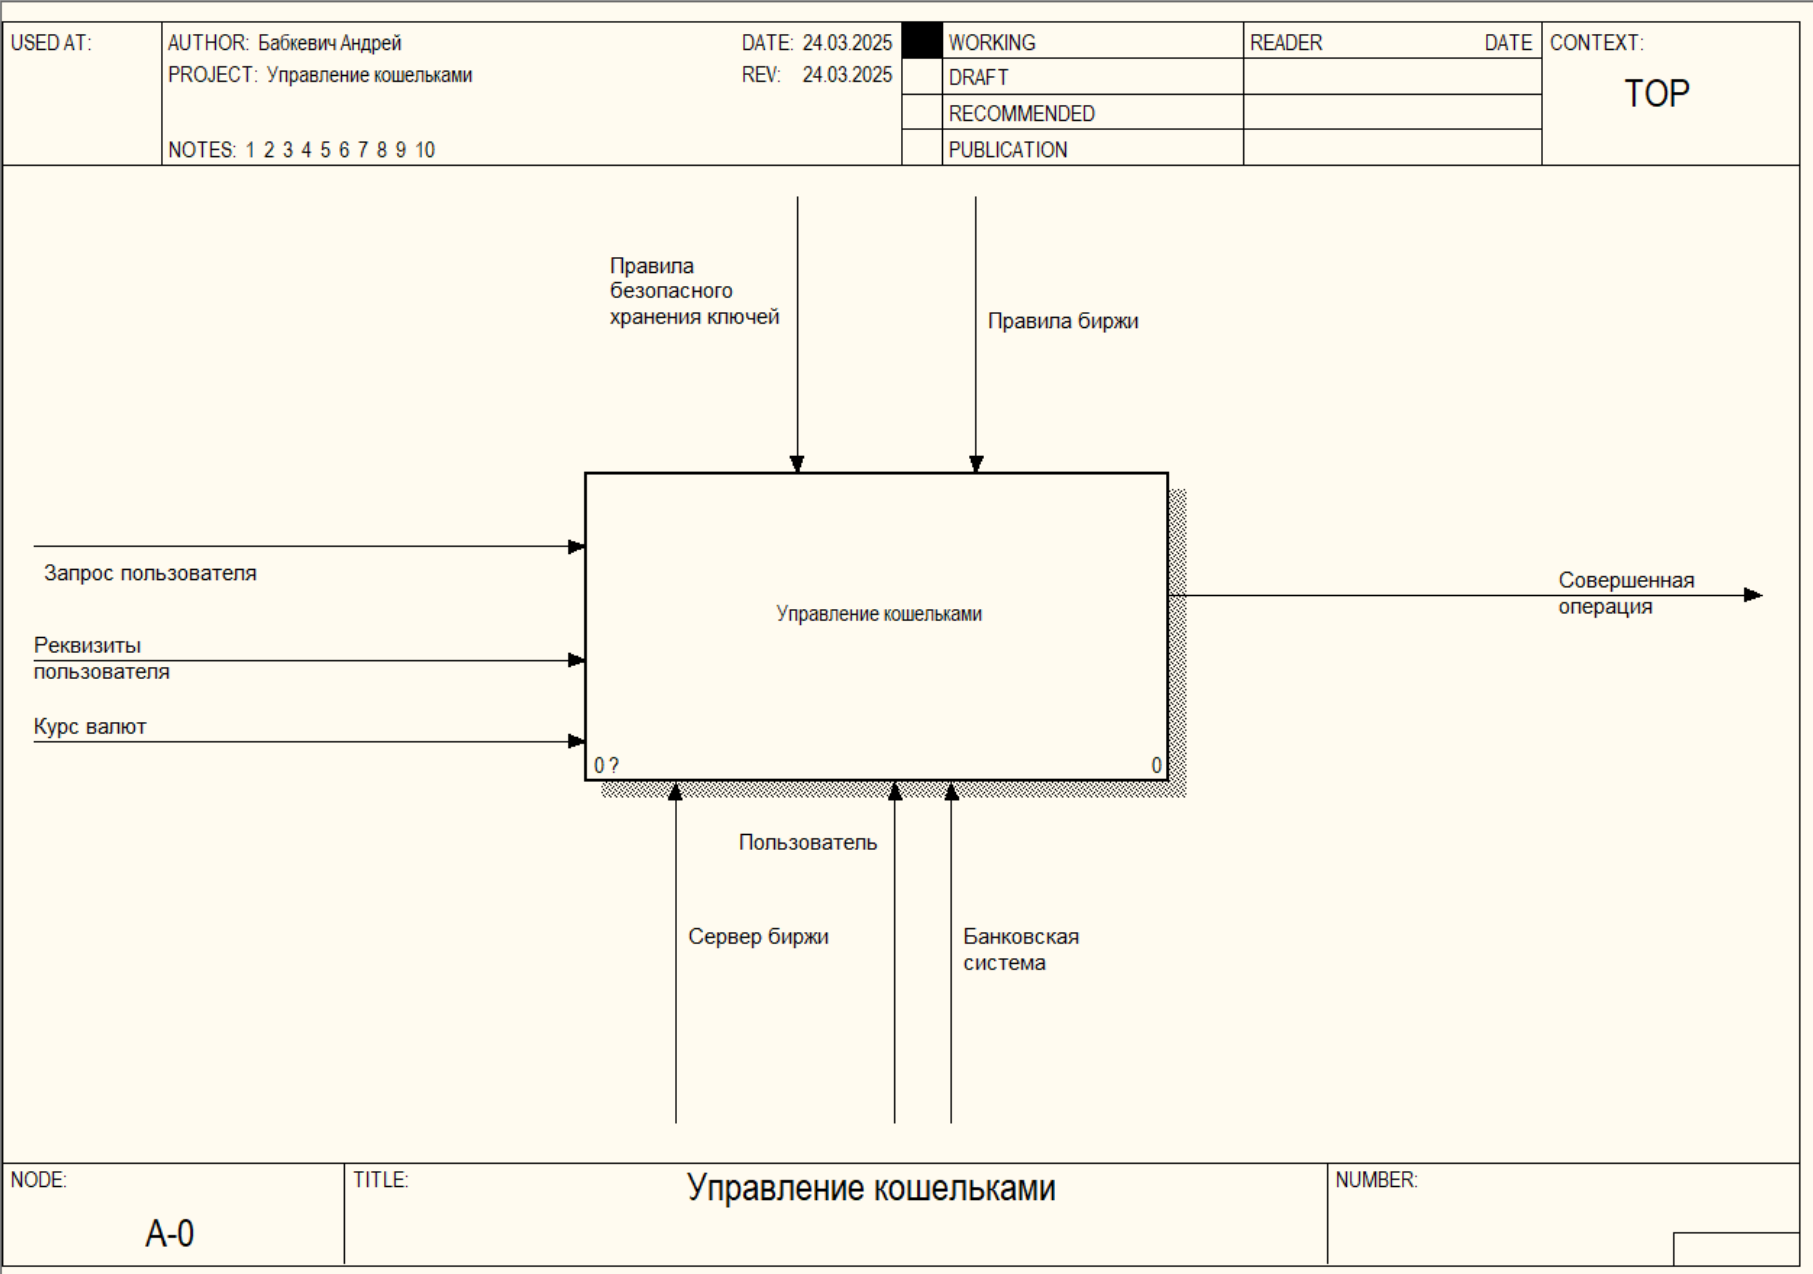 USED AT:
AUTHOR: Бабкевич Андрей
DATE: 24.03.2025
PROJECT: Управление кошельками
REV: 24.03.2025
NOTES: 1 2 3 4 5 6 7 8 9 10
WORKING
DRAFT
RECOMMENDED
PUBLICATION
READER
DATE
CONTEXT:
TOP
Правила
безопасного
хранения ключей
Правила биржи
Запрос пользователя
Реквизиты
пользователя
Курс валют
Управление кошельками
0 ?
0
Совершенная
операция
Пользователь
Сервер биржи
Банковская
система
NODE:
A-0
TITLE:
Управление кошельками
NUMBER: